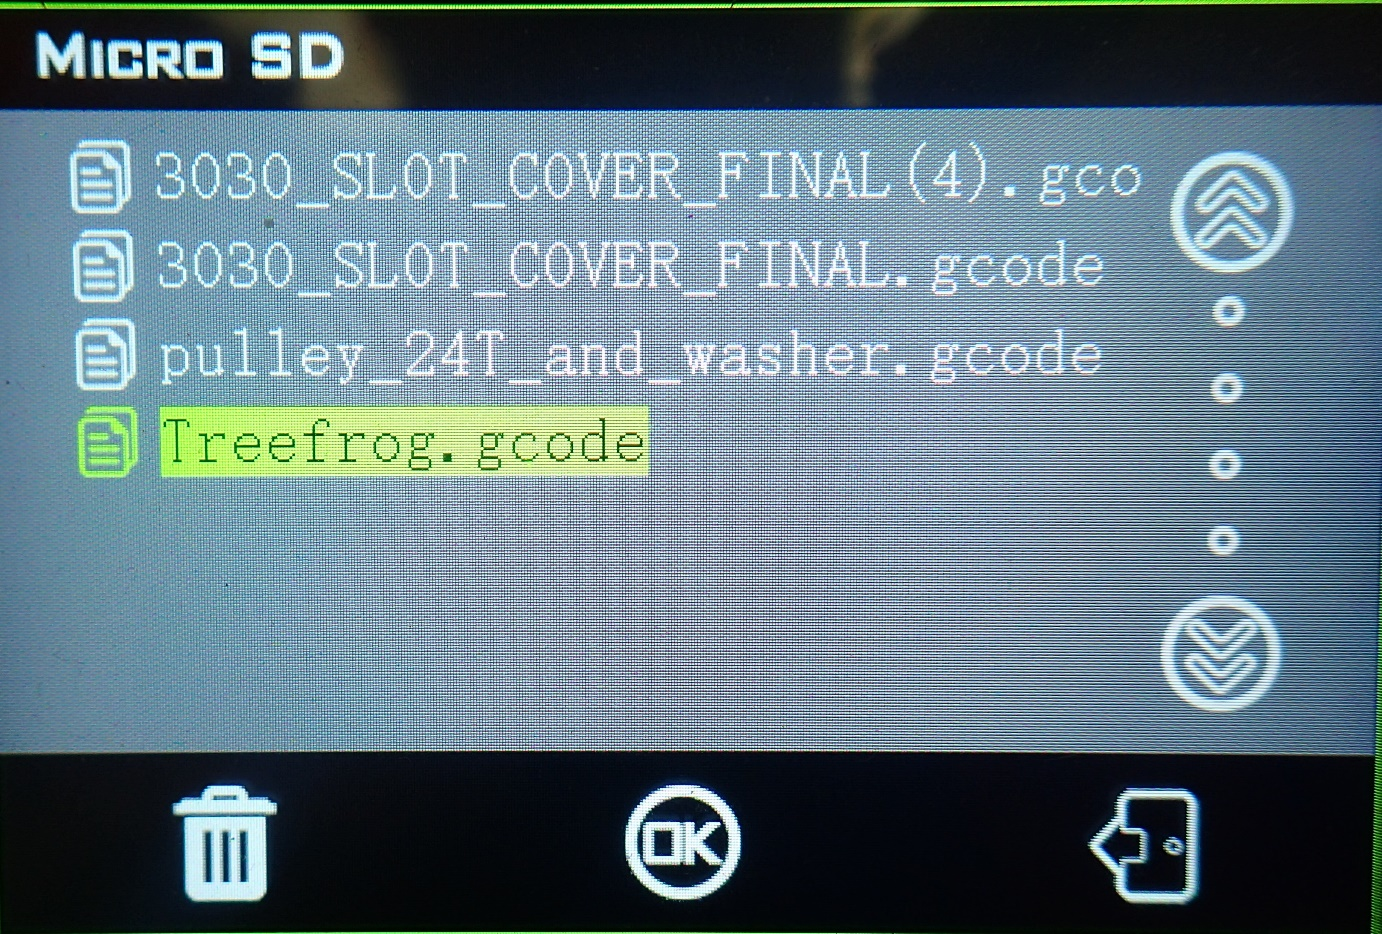 MICRO SD
3030_SLOT_COVER_FINAL(4).gco
3030_SLOT_COVER_FINAL.gcode
pulley_24T_and_washer.gcode
Treefrog.gcode
OK